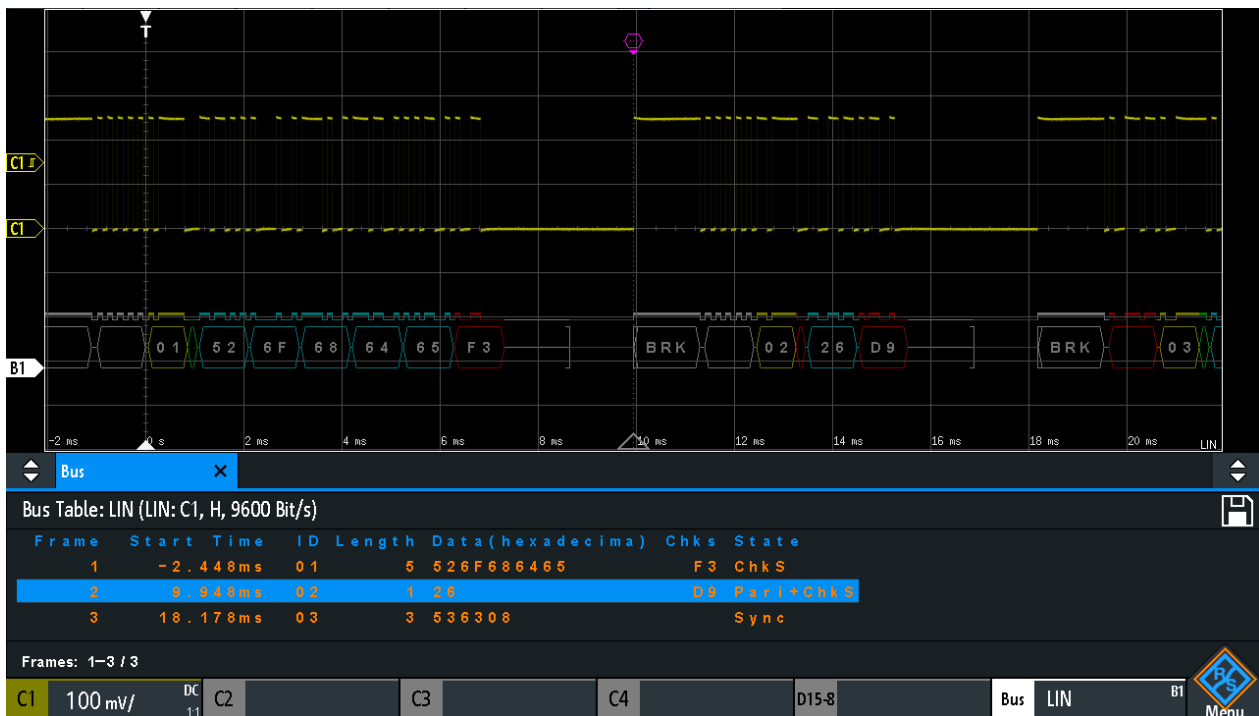 T
C1
C1
01 52 6F 68 64 65 F3 BRK 02 26 D9 BRK 03
B1
-2 ms 0 s 2 ms 4 ms 6 ms 8 ms 10 ms 12 ms 14 ms 16 ms 18 ms 20 ms LIN
Bus
Bus Table: LIN (LIN: C1, H, 9600 Bit/s)
Frame Start Time ID Length Data(hexadecima) Chks State
1 -2.448ms 01 5 526F686465 F3 ChkS
2 9.948ms 02 1 26 D9 Pari+ChkS
3 18.178ms 03 3 536308 Sync
Frames: 1-3 / 3
C1 100 mV/ DC 1:1 C2 C3 C4 D15-8 Bus LIN B1 R&S Menu